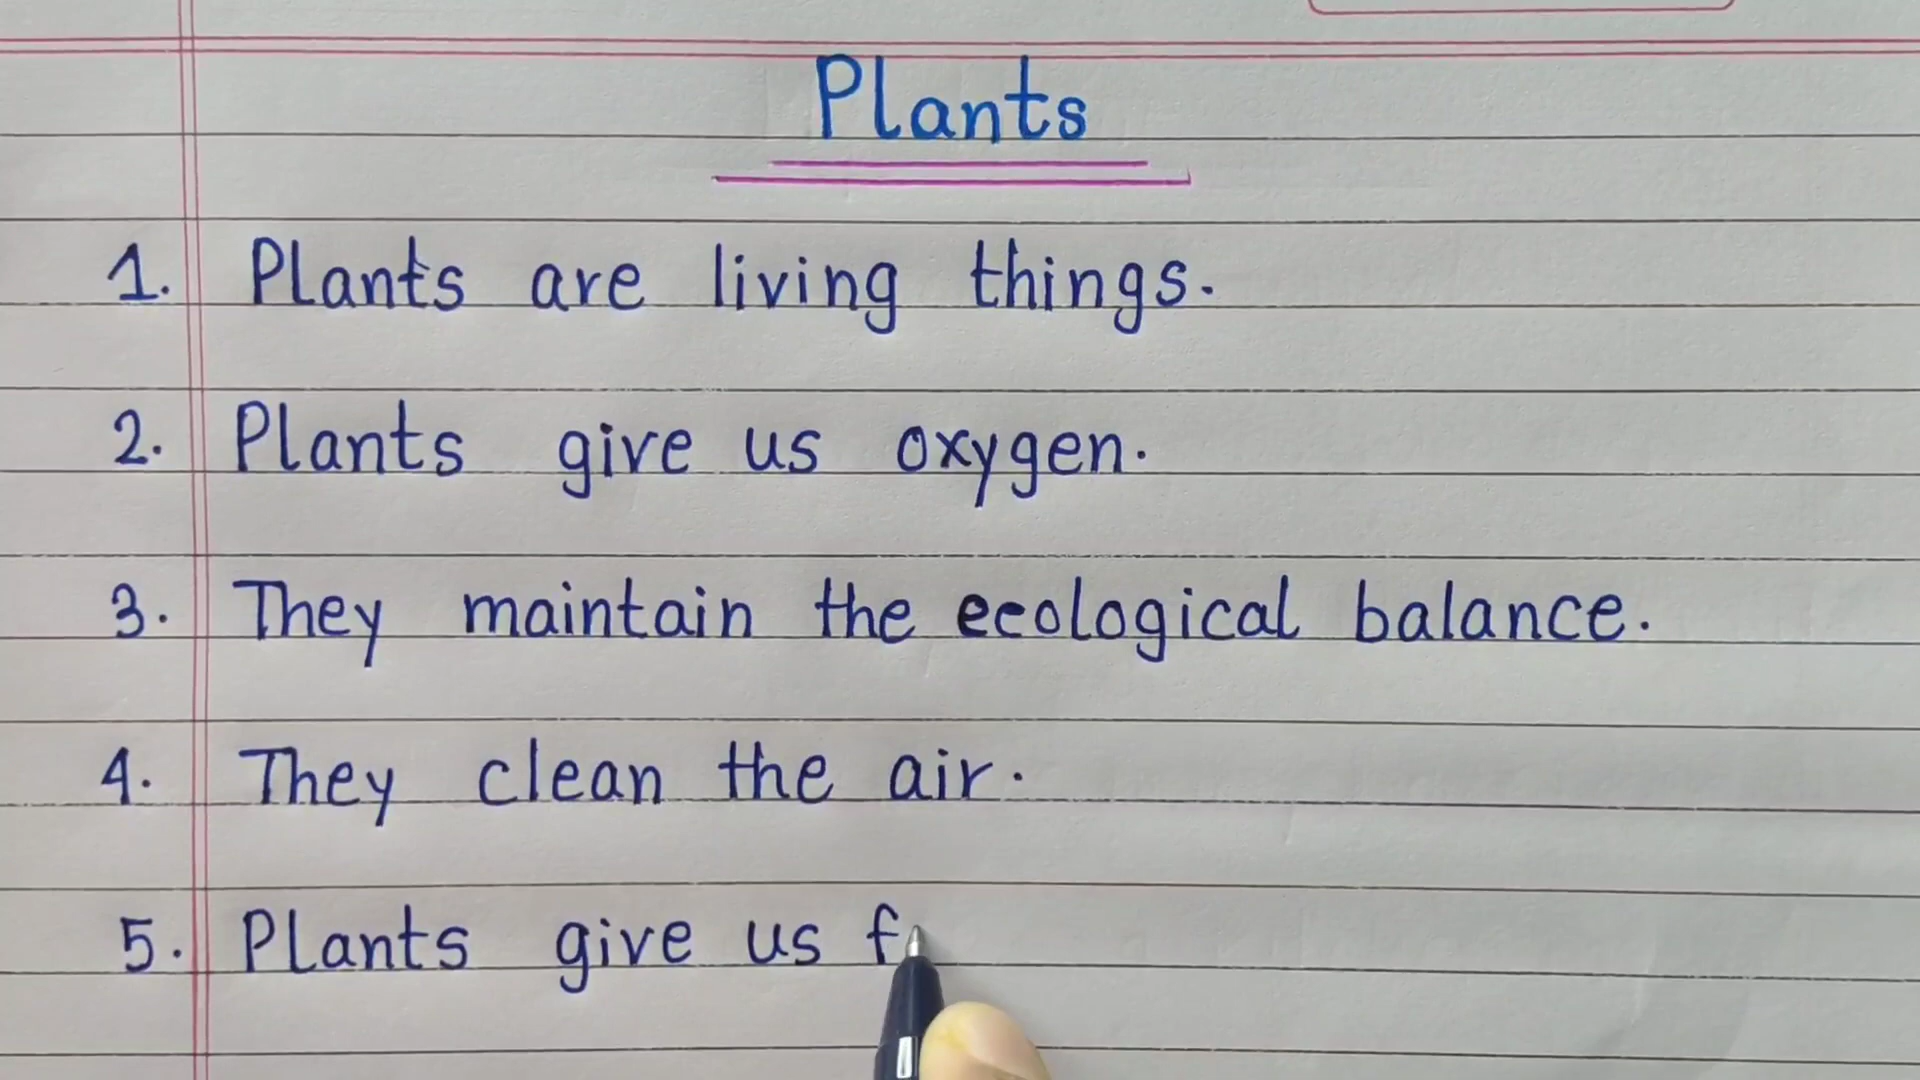 Plants
1. Plants are living things.
2. Plants give us oxygen.
3. They maintain the ecological balance.
4. They clean the air.
5. Plants give us f